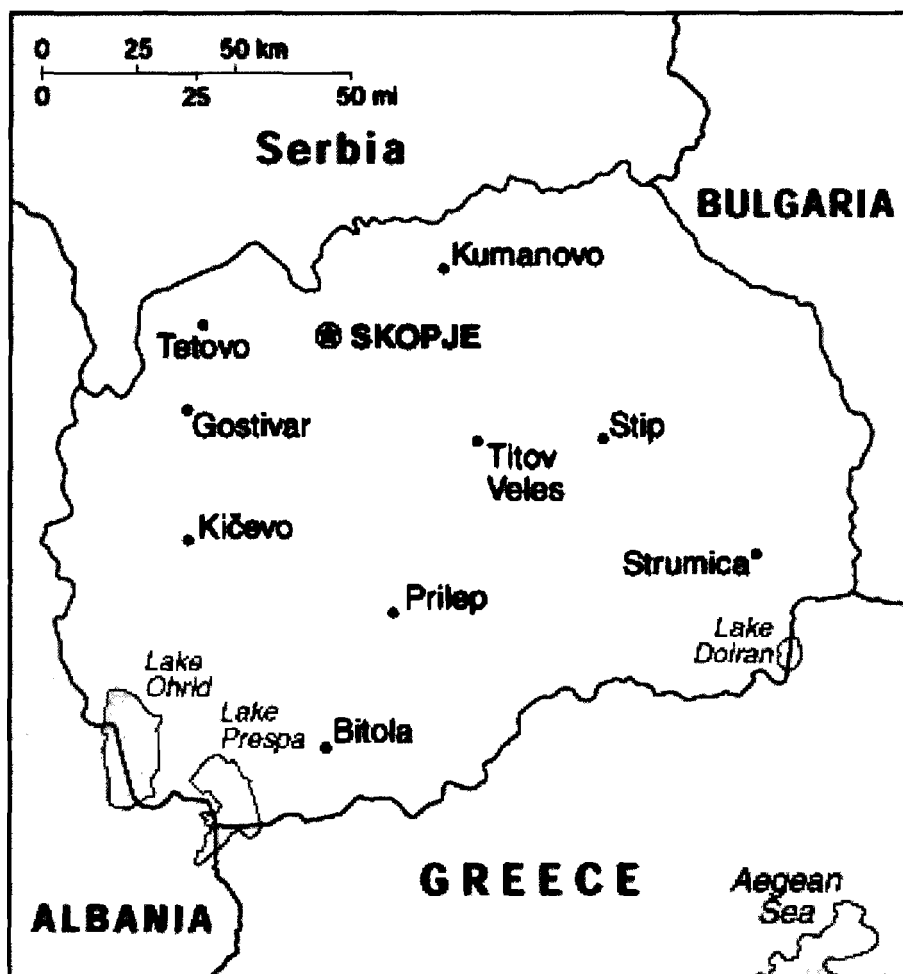 0 25 50 km
0 25 50 mi
Serbia
BULGARIA
Kumanovo
Tetovo
SKOPJE
Gostivar
Stip
Titov
Veles
Kičevo
Strumica
Prilep
Lake
Doiran
Lake
Ohrid
Lake
Prespa
Bitola
GREECE
Aegean
Sea
ALBANIA